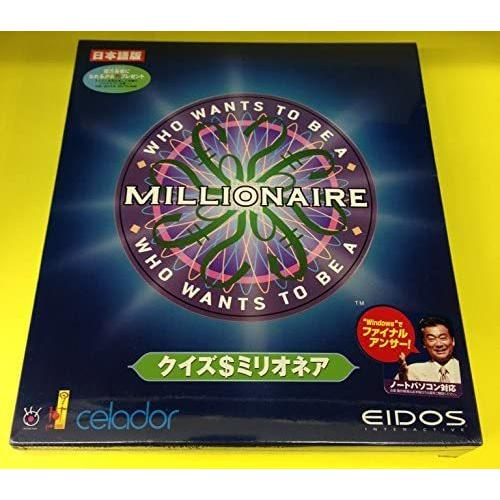 日本語版
WHO WANTS TO BE A
MILLIONAIRE
WHO WANTS TO BE A
TM
"Windows"で
ファイナル
アンサー!
クイズ$ミリオネア
ノートパソコン対応
celador
EIDOS
INTERACTIVE